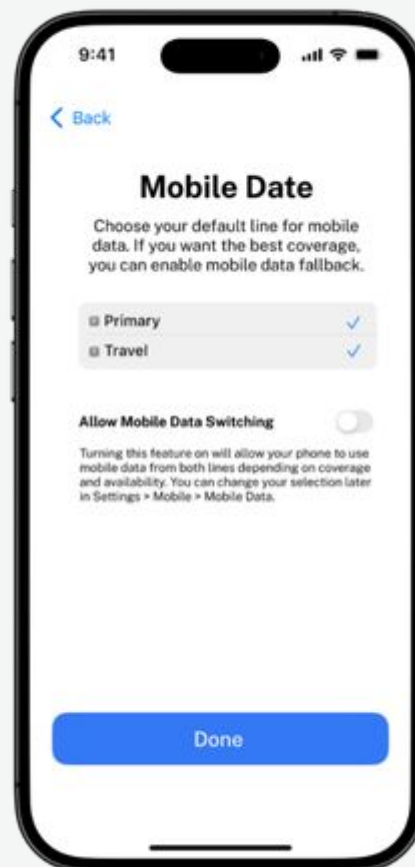 9:41
Back
Mobile Date
Choose your default line for mobile
data. If you want the best coverage,
you can enable mobile data fallback.
Primary
Travel
Allow Mobile Data Switching
Turning this feature on will allow your phone to use
mobile data from both lines depending on coverage
and availability. You can change your selection later
in Settings > Mobile > Mobile Data.
Done